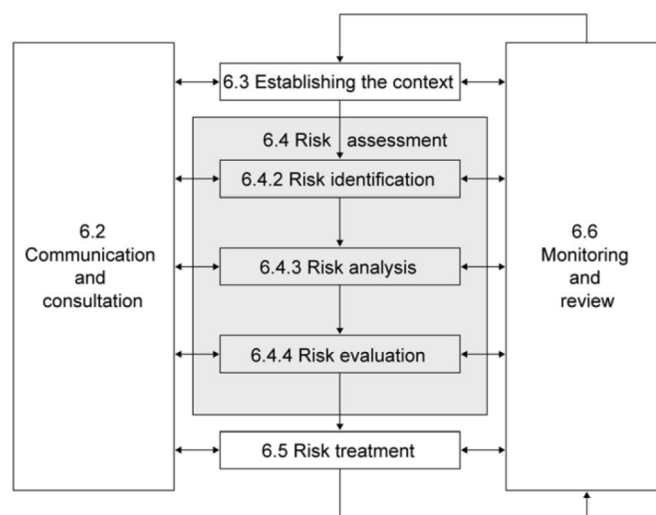 6.3 Establishing the context
6.4 Risk assessment
6.4.2 Risk identification
6.2
Communication
and
consultation
6.6
Monitoring
and
review
6.4.3 Risk analysis
6.4.4 Risk evaluation
6.5 Risk treatment